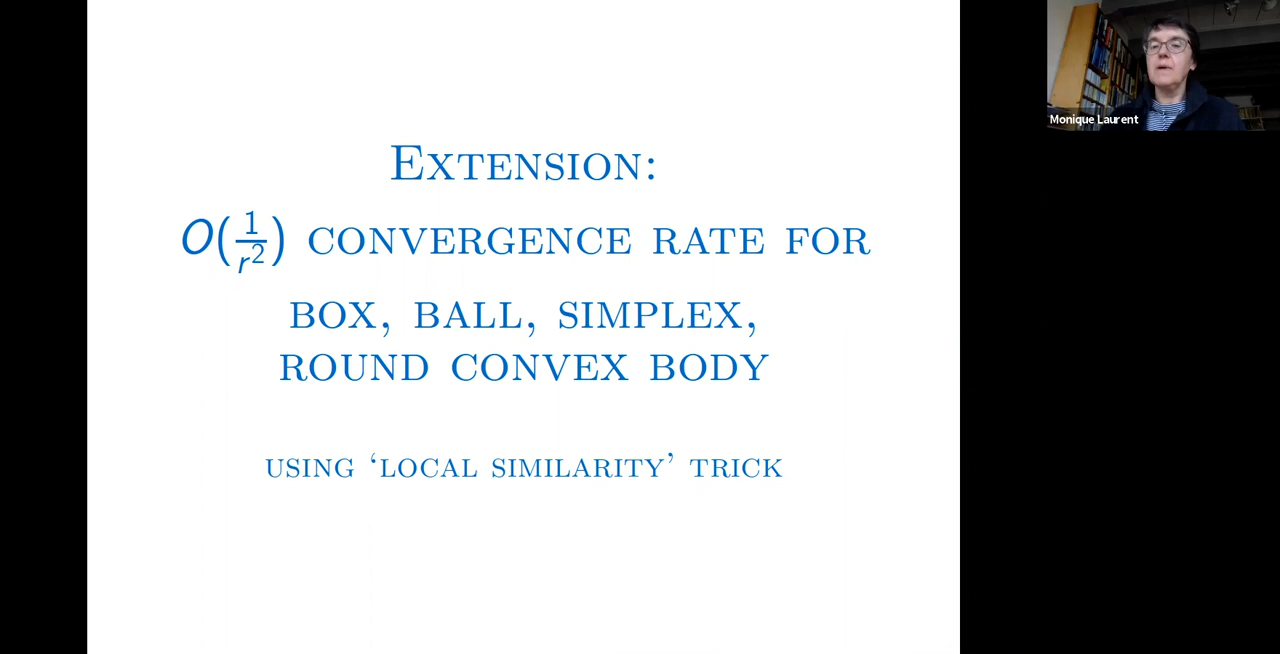 EXTENSION:
O(1/r²) CONVERGENCE RATE FOR
BOX, BALL, SIMPLEX,
ROUND CONVEX BODY
USING ‘LOCAL SIMILARITY’ TRICK
Monique Laurent